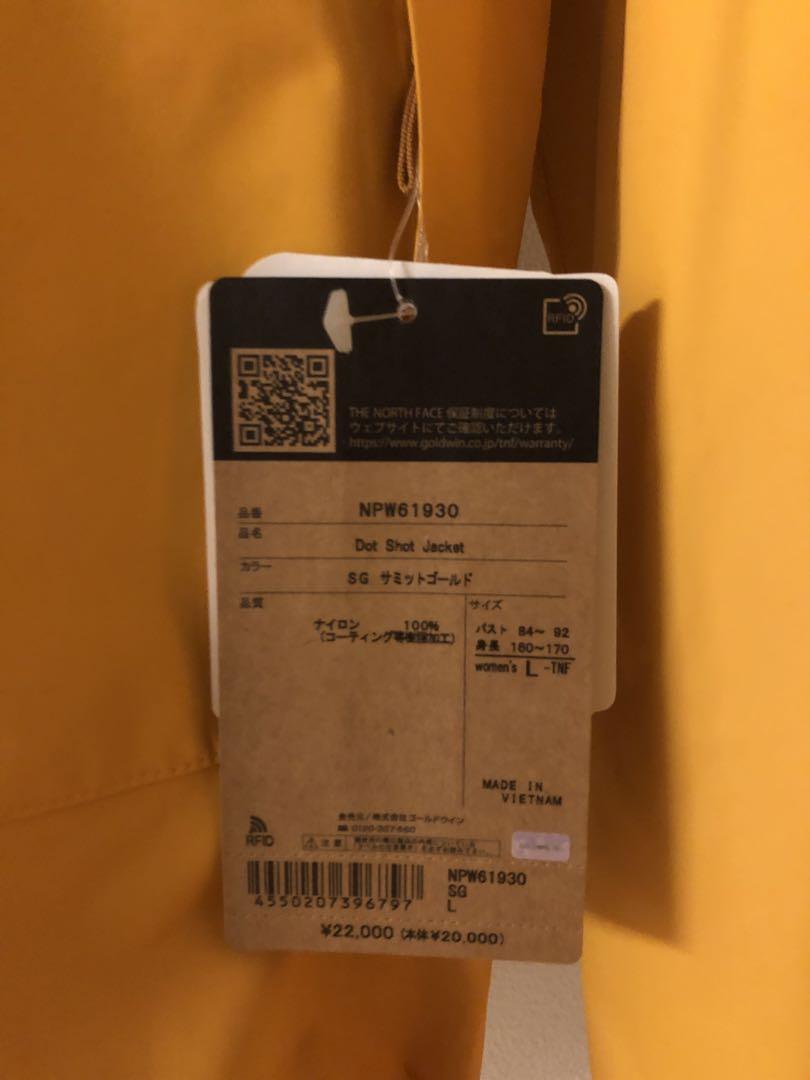 RFID
THE NORTH FACE 保証制度については
ウェブサイトにてご確認いただけます。
https://www.goldwin.co.jp/tnf/warranty/
品番 NPW61930
品名 Dot Shot Jacket
カラー SG サミットゴールド
品質
ナイロン 100%
(コーティング等樹脂加工)
サイズ
バスト 84~ 92
身長 160~170
women's L -TNF
MADE IN
VIETNAM
発売元/株式会社ゴールドウイン
0120-307-560
RFID
注意
NPW61930
SG
L
4550207396797
¥22,000 (本体¥20,000)